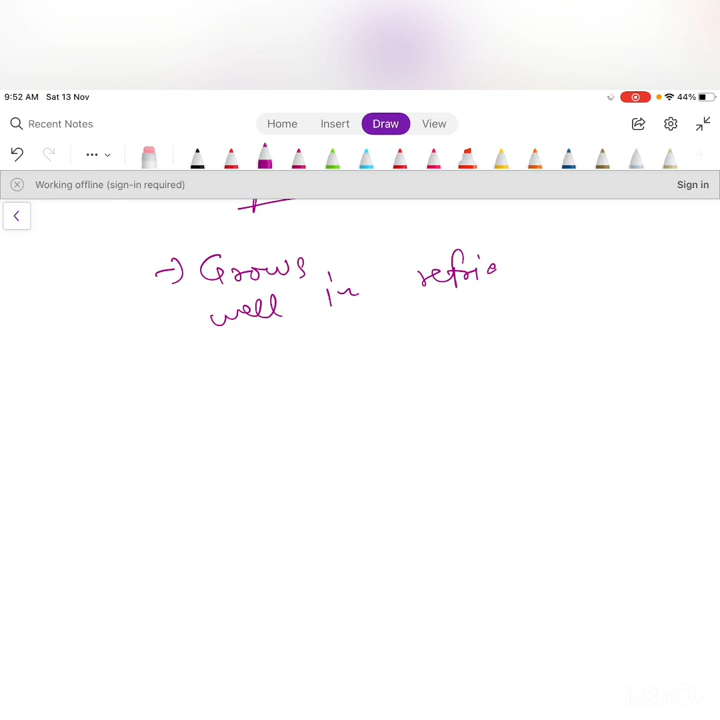 9:52 AM Sat 13 Nov 44%
Recent Notes Home Insert Draw View
Working offline (sign-in required) Sign in
→ Grows
well in refri